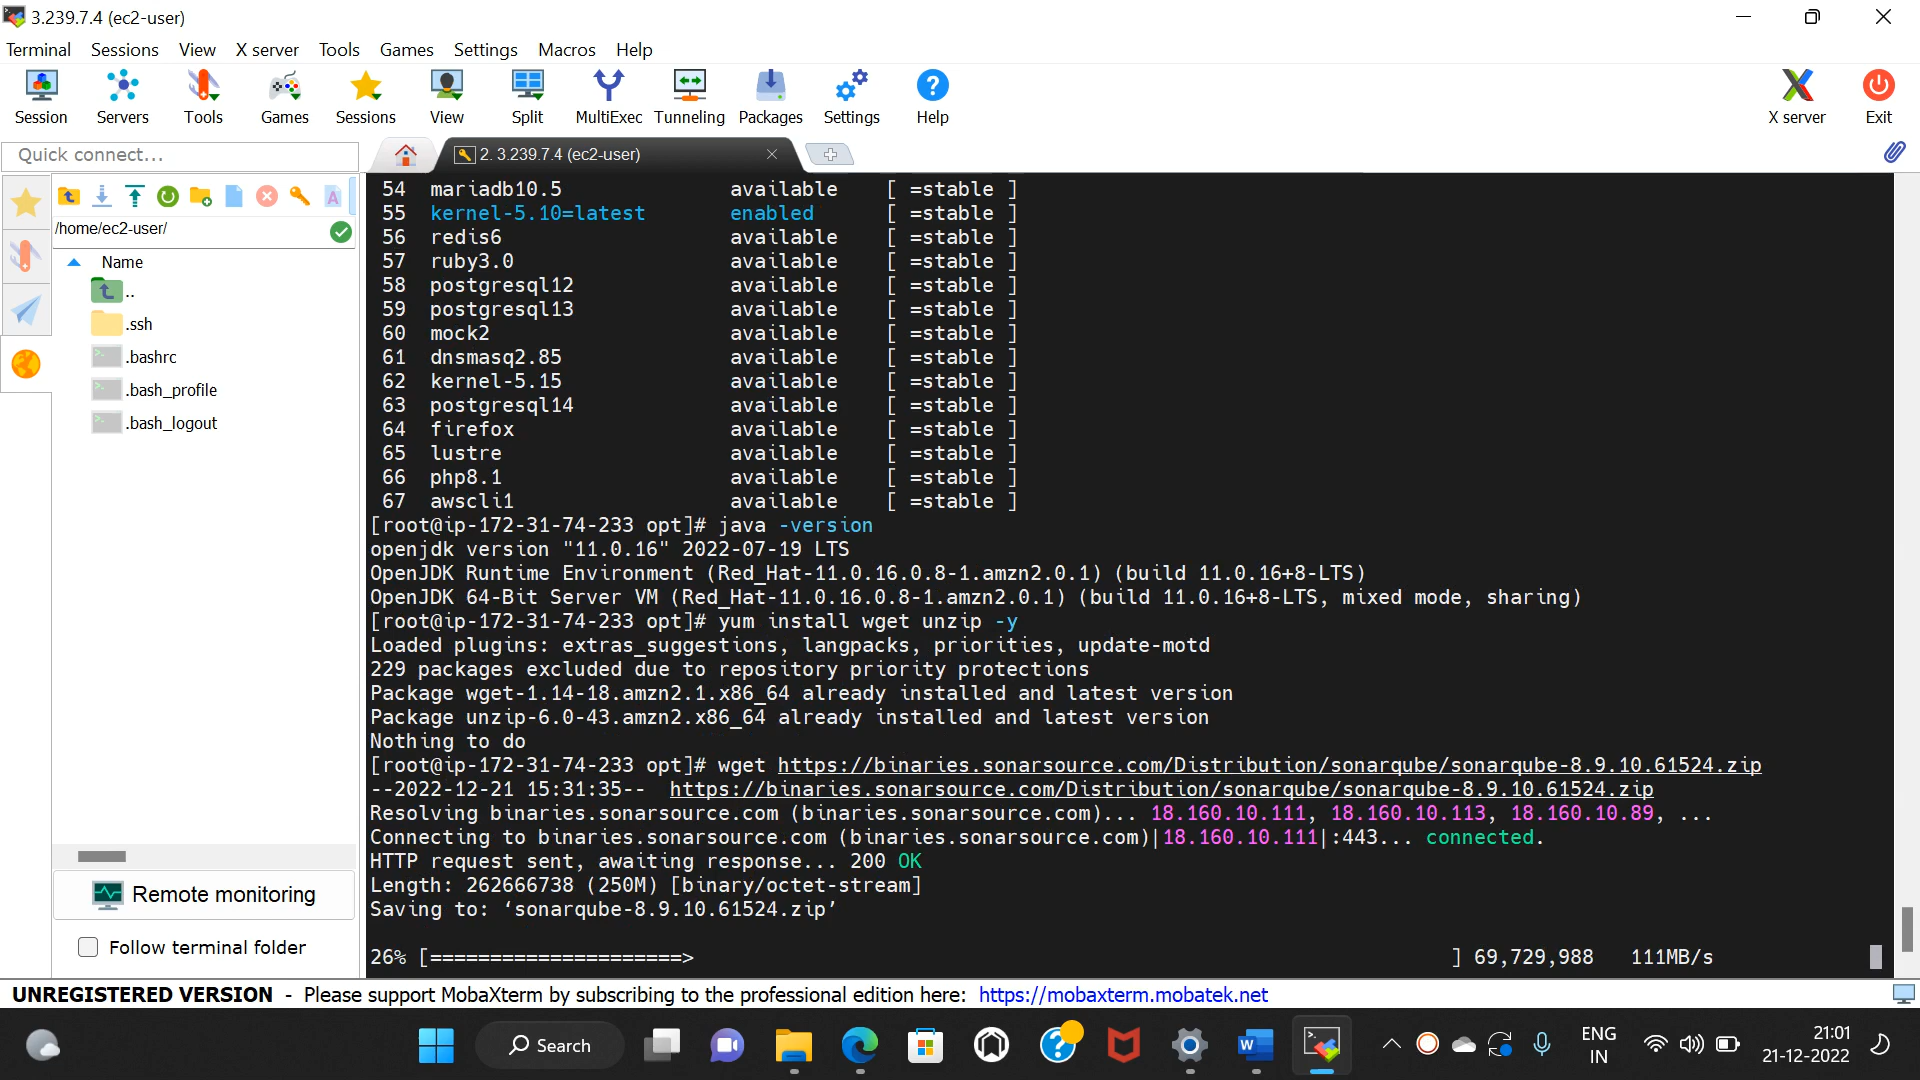 3.239.7.4 (ec2-user)
Terminal Sessions View X server Tools Games Settings Macros Help
Session Servers Tools Games Sessions View Split MultiExec Tunneling Packages Settings Help X server Exit
Quick connect...
2. 3.239.7.4 (ec2-user)
/home/ec2-user/
Name
..
.ssh
.bashrc
.bash_profile
.bash_logout
Remote monitoring
Follow terminal folder
54 mariadb10.5 available [ =stable ]
55 kernel-5.10=latest enabled [ =stable ]
56 redis6 available [ =stable ]
57 ruby3.0 available [ =stable ]
58 postgresql12 available [ =stable ]
59 postgresql13 available [ =stable ]
60 mock2 available [ =stable ]
61 dnsmasq2.85 available [ =stable ]
62 kernel-5.15 available [ =stable ]
63 postgresql14 available [ =stable ]
64 firefox available [ =stable ]
65 lustre available [ =stable ]
66 php8.1 available [ =stable ]
67 awscli1 available [ =stable ]
[root@ip-172-31-74-233 opt]# java -version
openjdk version "11.0.16" 2022-07-19 LTS
OpenJDK Runtime Environment (Red_Hat-11.0.16.0.8-1.amzn2.0.1) (build 11.0.16+8-LTS)
OpenJDK 64-Bit Server VM (Red_Hat-11.0.16.0.8-1.amzn2.0.1) (build 11.0.16+8-LTS, mixed mode, sharing)
[root@ip-172-31-74-233 opt]# yum install wget unzip -y
Loaded plugins: extras_suggestions, langpacks, priorities, update-motd
229 packages excluded due to repository priority protections
Package wget-1.14-18.amzn2.1.x86_64 already installed and latest version
Package unzip-6.0-43.amzn2.x86_64 already installed and latest version
Nothing to do
[root@ip-172-31-74-233 opt]# wget https://binaries.sonarsource.com/Distribution/sonarqube/sonarqube-8.9.10.61524.zip
--2022-12-21 15:31:35-- https://binaries.sonarsource.com/Distribution/sonarqube/sonarqube-8.9.10.61524.zip
Resolving binaries.sonarsource.com (binaries.sonarsource.com)... 18.160.10.111, 18.160.10.113, 18.160.10.89, ...
Connecting to binaries.sonarsource.com (binaries.sonarsource.com)|18.160.10.111|:443... connected.
HTTP request sent, awaiting response... 200 OK
Length: 262666738 (250M) [binary/octet-stream]
Saving to: ‘sonarqube-8.9.10.61524.zip’
26% [=====================> ] 69,729,988 111MB/s
UNREGISTERED VERSION - Please support MobaXterm by subscribing to the professional edition here: https://mobaxterm.mobatek.net
Search
ENG
IN
21:01
21-12-2022